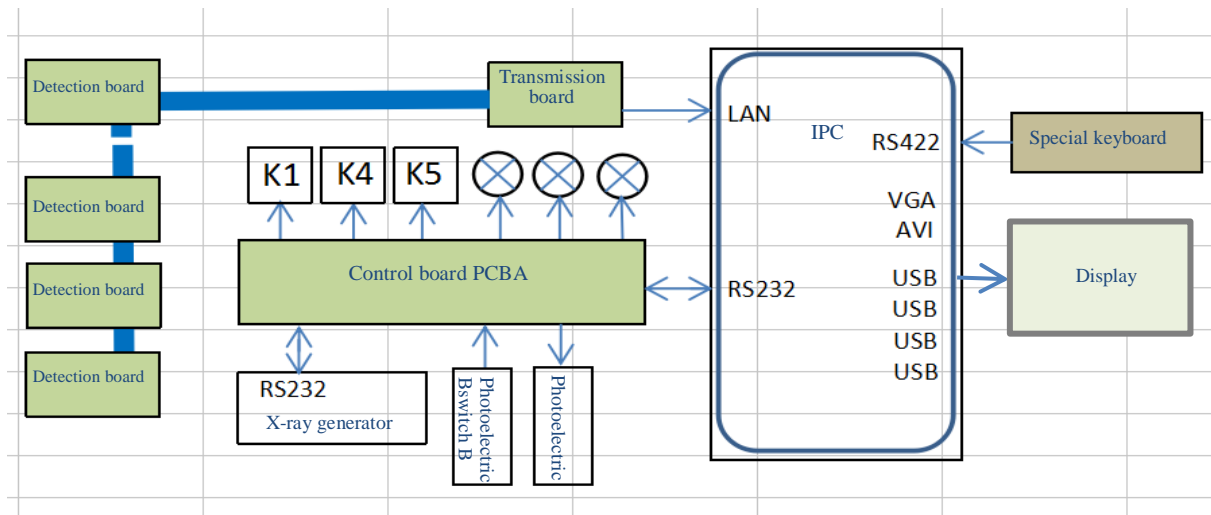 Detection board
Transmission
board
LAN
IPC
RS422
Special keyboard
K1
K4
K5
Detection board
VGA
AVI
Control board PCBA
RS232
Display
Detection board
USB
USB
USB
USB
Detection board
RS232
X-ray generator
Photoelectric
Bswitch B
Photoelectric